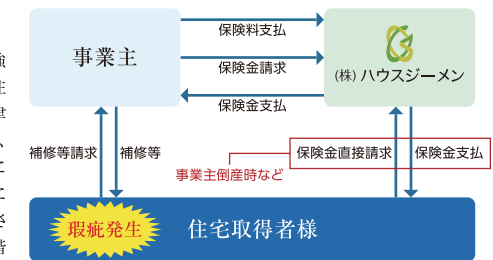 保険料支払
事業主
保険金請求
(株) ハウスジーメン
保険金支払
補修等請求
補修等
保険金直接請求
保険金支払
事業主倒産時など
瑕疵発生
住宅取得者様